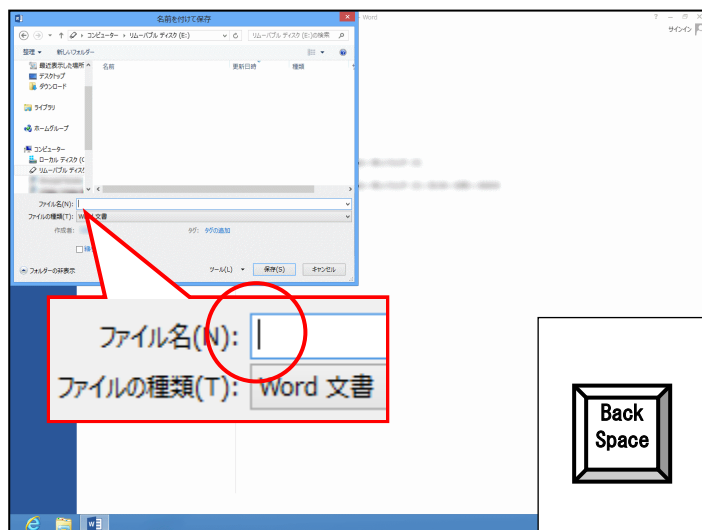 名前を付けて保存
Word
サインイン
コンピューター ▸ リムーバブル ディスク (E:)
リムーバブル ディスク (E:)の検索
整理 ▾
新しいフォルダー
最近表示した場所
デスクトップ
ダウンロード
ライブラリ
ホームグループ
コンピューター
ローカル ディスク (C
リムーバブル ディス
名前
更新日時
種類
ファイル名(N):
ファイルの種類(T): Word 文書
作成者:
タグ: タグの追加
フォルダーの非表示
ツール(L) ▾
保存(S)
キャンセル
ファイル名(N):
ファイルの種類(T): Word 文書
Back
Space